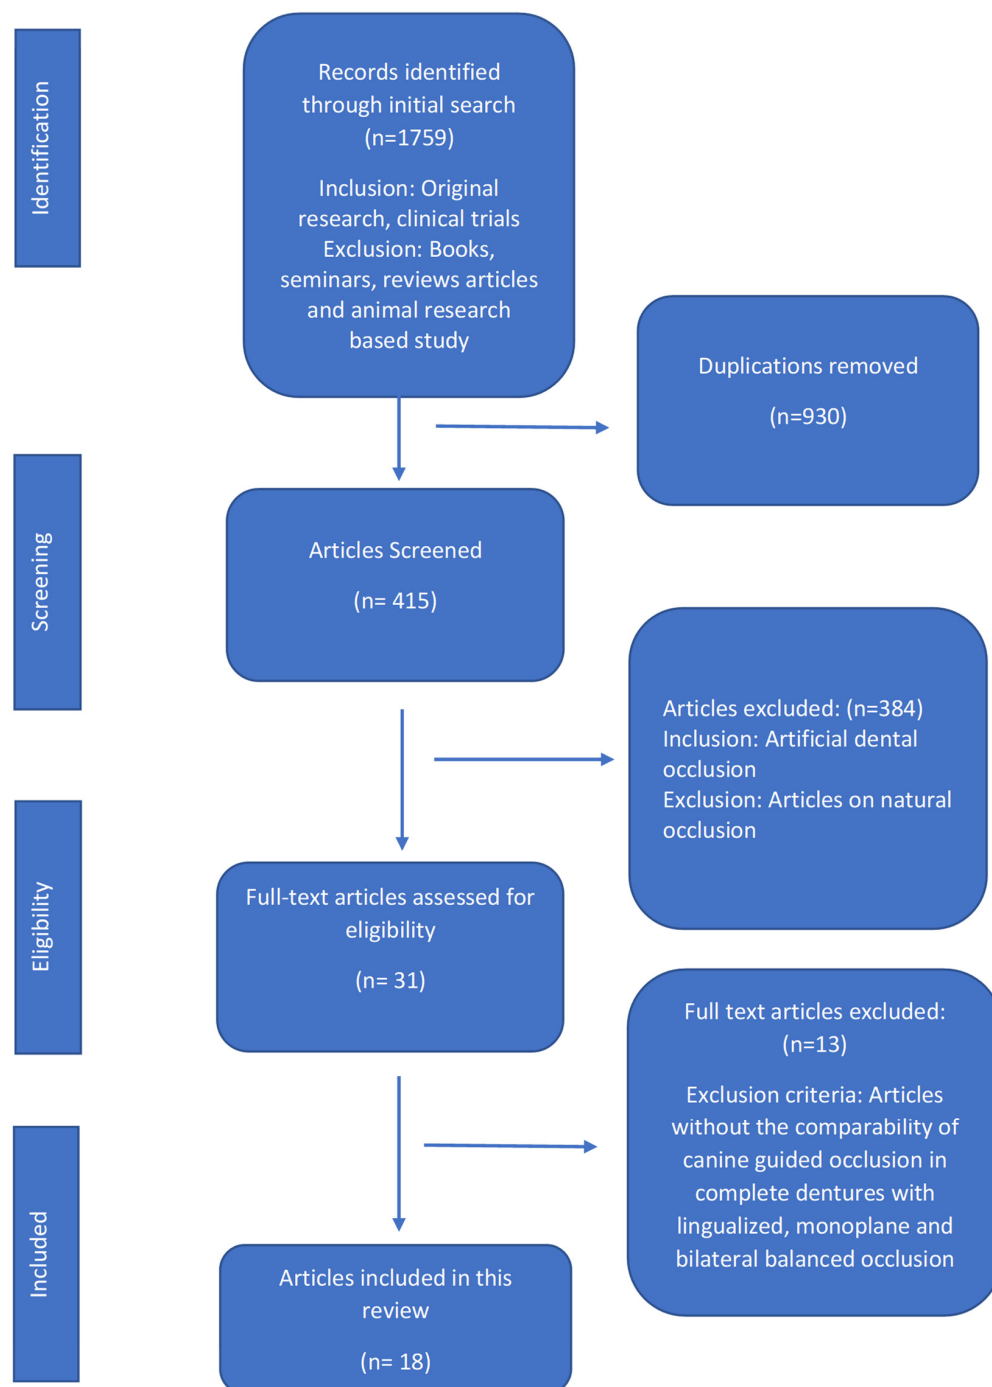 Identification
Records identified
through initial search
(n=1759)
Inclusion: Original
research, clinical trials
Exclusion: Books,
seminars, reviews articles
and animal research
based study
Duplications removed
(n=930)
Screening
Articles Screened
(n= 415)
Articles excluded: (n=384)
Inclusion: Artificial dental
occlusion
Exclusion: Articles on natural
occlusion
Eligibility
Full-text articles assessed for
eligibility
(n= 31)
Full text articles excluded:
(n=13)
Exclusion criteria: Articles
without the comparability of
canine guided occlusion in
complete dentures with
lingualized, monoplane and
bilateral balanced occlusion
Included
Articles included in this
review
(n= 18)